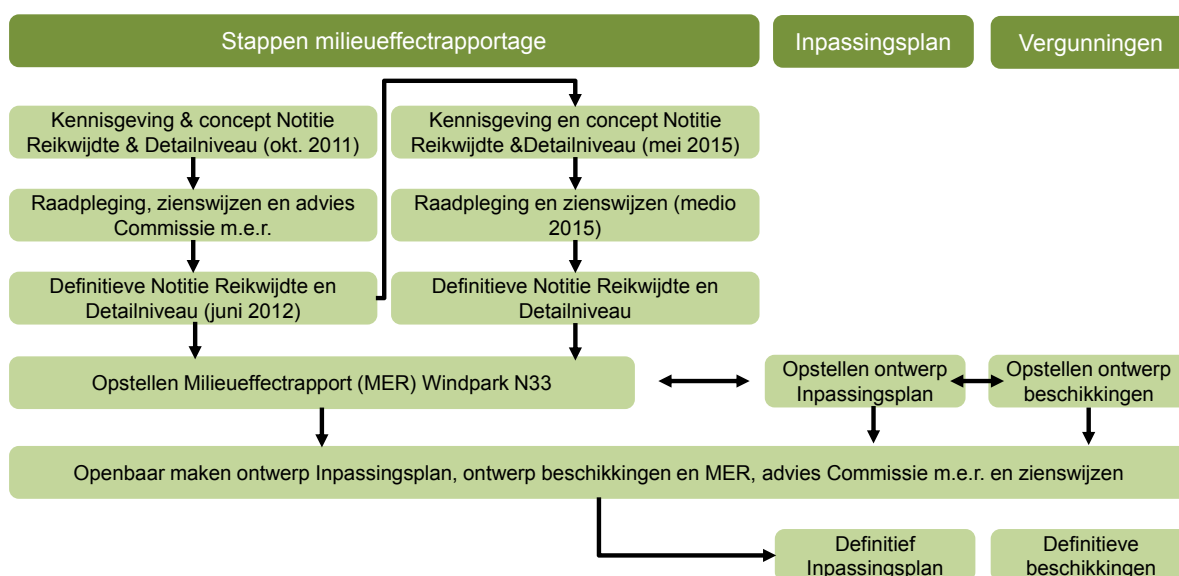 Stappen milieueffectrapportage
Inpassingsplan
Vergunningen
Kennisgeving & concept Notitie
Reikwijdte & Detailniveau (okt. 2011)
Raadpleging, zienswijzen en advies
Commissie m.e.r.
Definitieve Notitie Reikwijdte en
Detailniveau (juni 2012)
Kennisgeving en concept Notitie
Reikwijdte &Detailniveau (mei 2015)
Raadpleging en zienswijzen (medio
2015)
Definitieve Notitie Reikwijdte en
Detailniveau
Opstellen Milieueffectrapport (MER) Windpark N33
Opstellen ontwerp
Inpassingsplan
Opstellen ontwerp
beschikkingen
Openbaar maken ontwerp Inpassingsplan, ontwerp beschikkingen en MER, advies Commissie m.e.r. en zienswijzen
Definitief
Inpassingsplan
Definitieve
beschikkingen